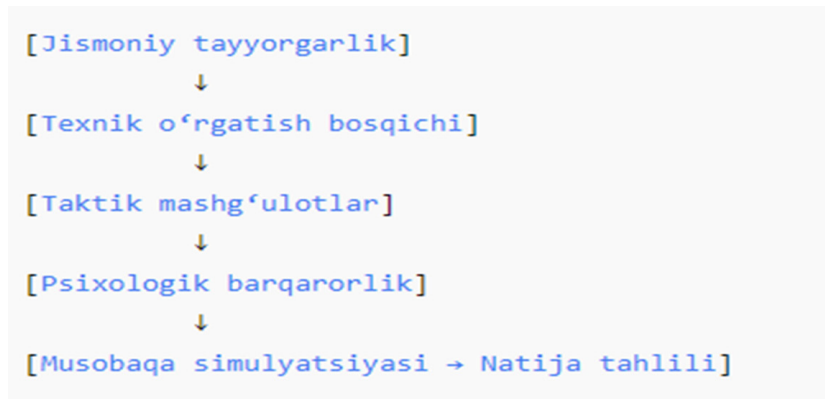 [Jismoniy tayyorgarlik]
↓
[Texnik o‘rgatish bosqichi]
↓
[Taktik mashg‘ulotlar]
↓
[Psixologik barqarorlik]
↓
[Musobaqa simulyatsiyasi → Natija tahlili]